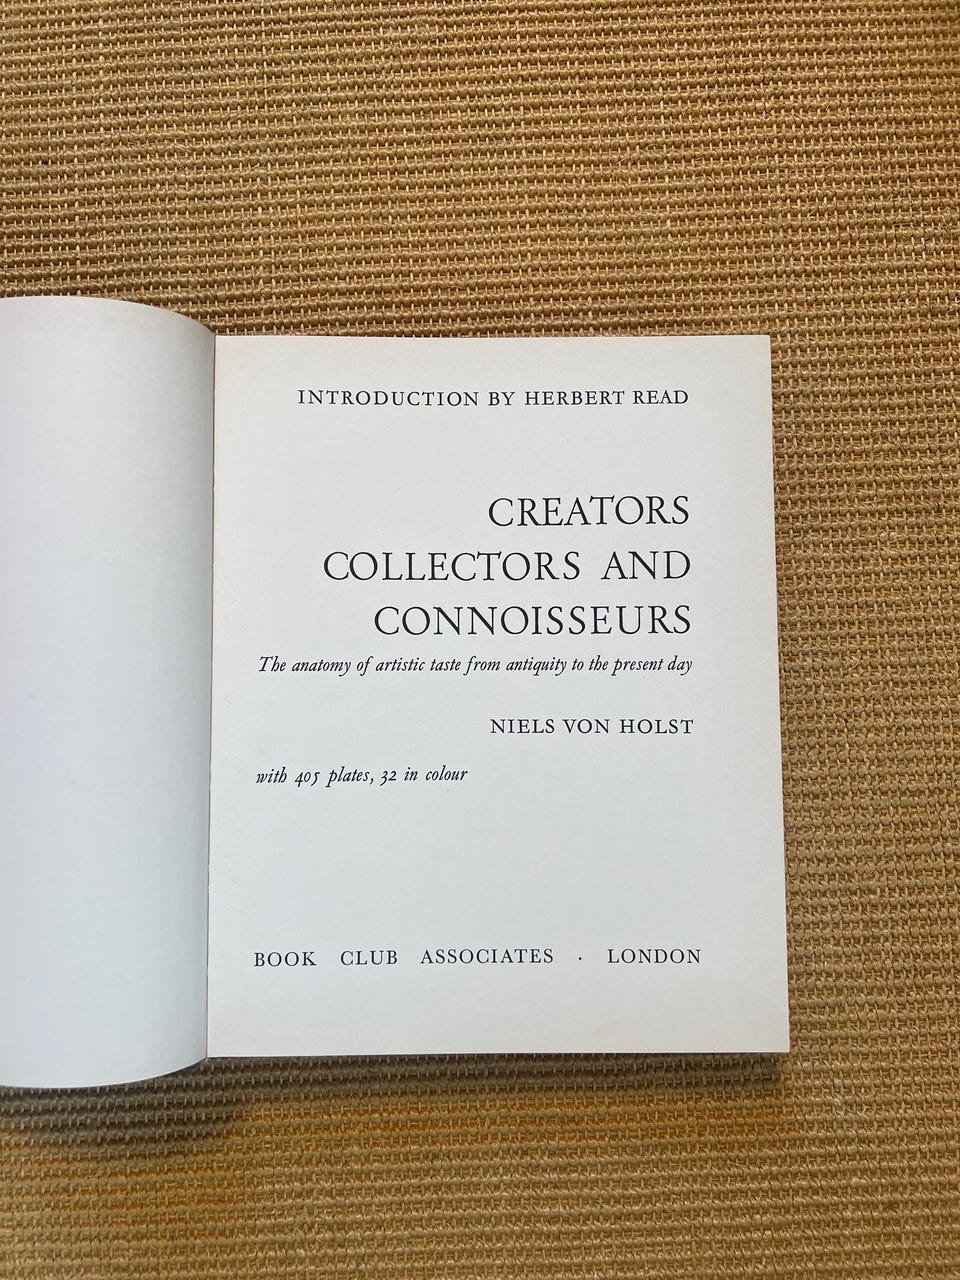 INTRODUCTION BY HERBERT READ
CREATORS
COLLECTORS AND
CONNOISSEURS
The anatomy of artistic taste from antiquity to the present day
NIELS VON HOLST
with 405 plates, 32 in colour
BOOK CLUB ASSOCIATES · LONDON